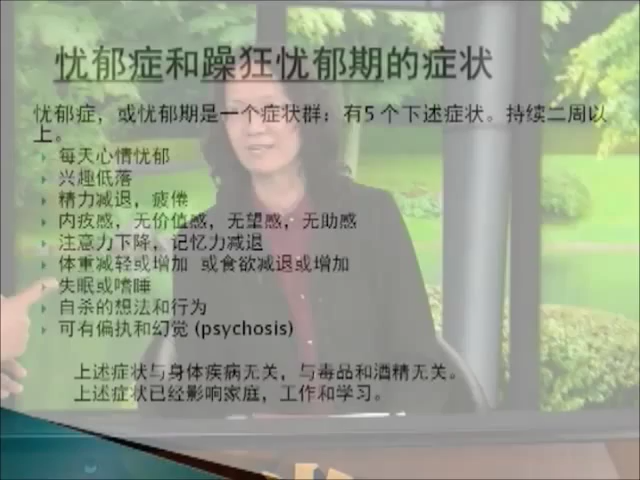 忧郁症和躁狂忧郁期的症状
忧郁症，或忧郁期是一个症状群：有5个下述症状。持续二周以
上。
每天心情忧郁
兴趣低落
精力减退，疲倦
内疚感，无价值感，无望感，无助感
注意力下降，记忆力减退
体重减轻或增加 或食欲减退或增加
失眠或嗜睡
自杀的想法和行为
可有偏执和幻觉 (psychosis)
上述症状与身体疾病无关，与毒品和酒精无关。
上述症状已经影响家庭，工作和学习。